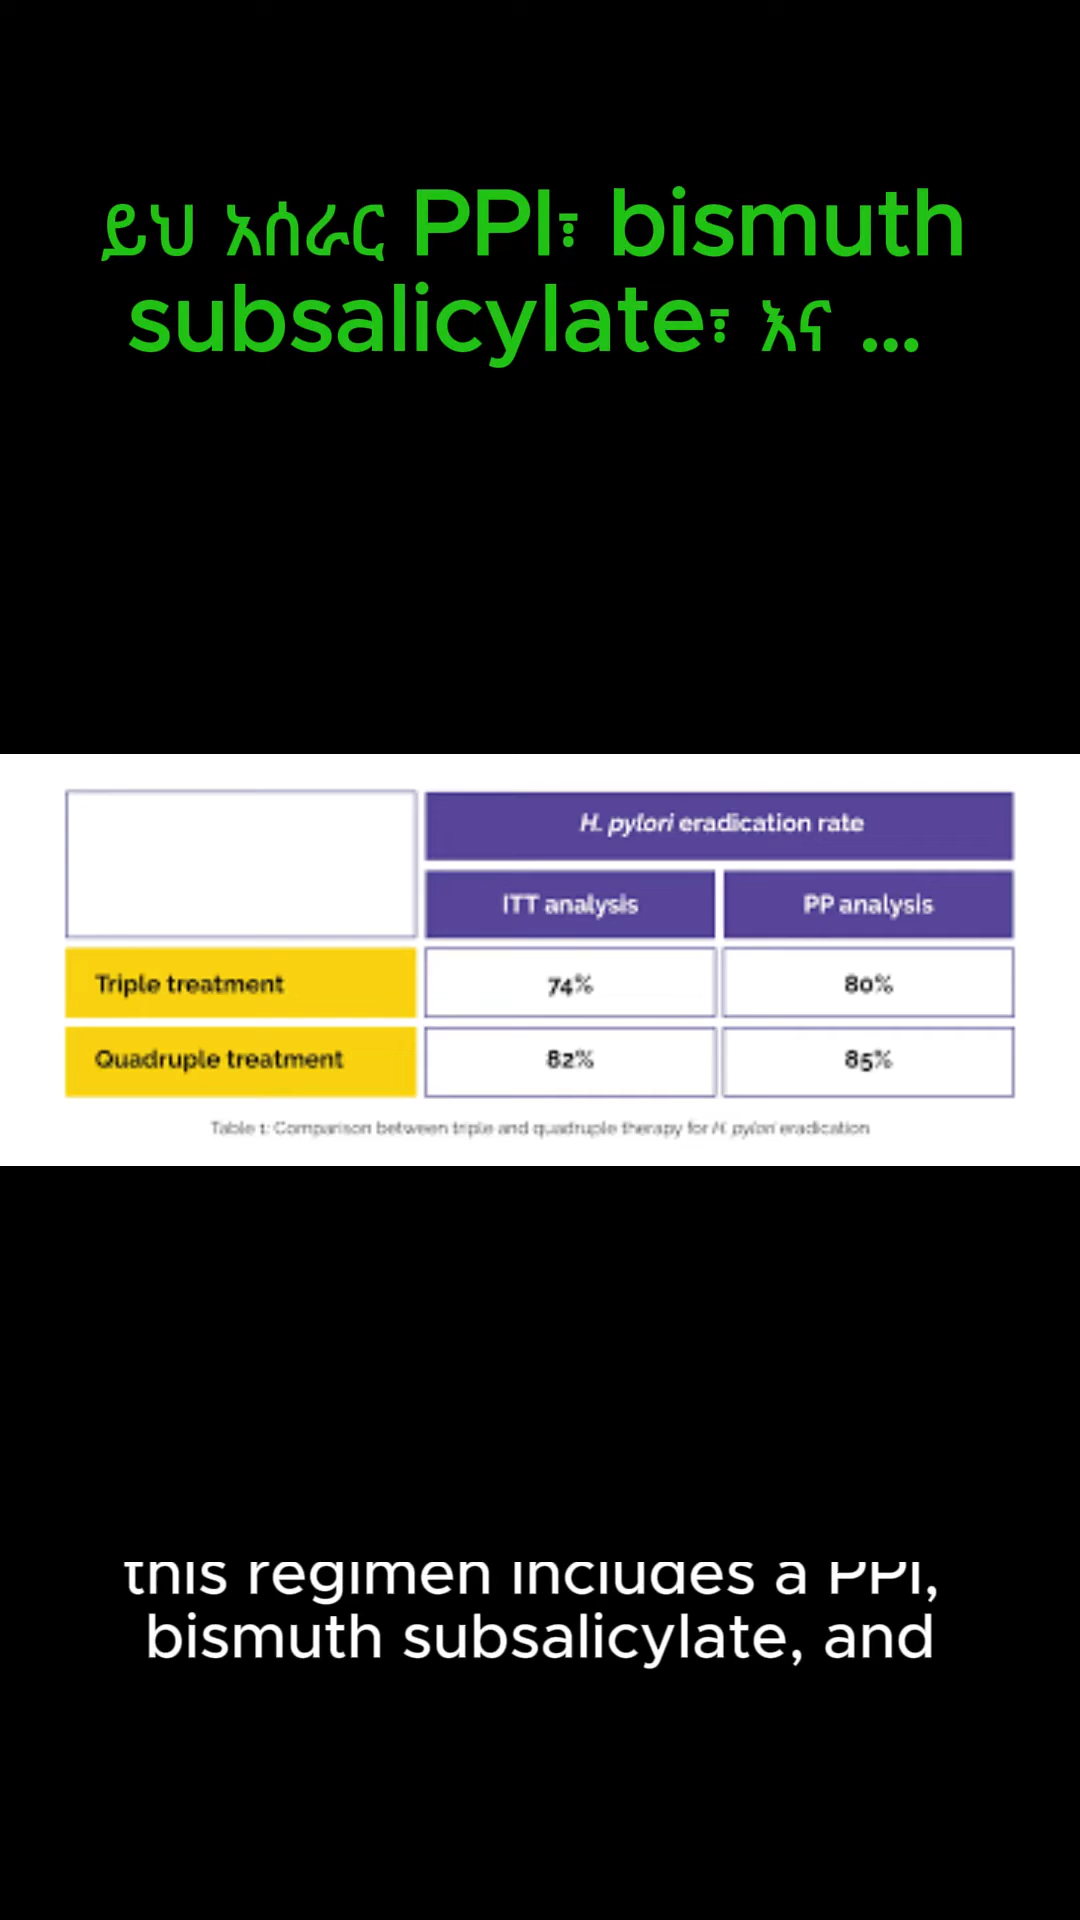 ይህ አሰራር PPI፣ bismuth
subsalicylate፣ እና ...
H. pylori eradication rate
ITT analysis
PP analysis
Triple treatment
74%
80%
Quadruple treatment
82%
85%
Table 1: Comparison between triple and quadruple therapy for H. pylori eradication
this regimen includes a PPI,
bismuth subsalicylate, and